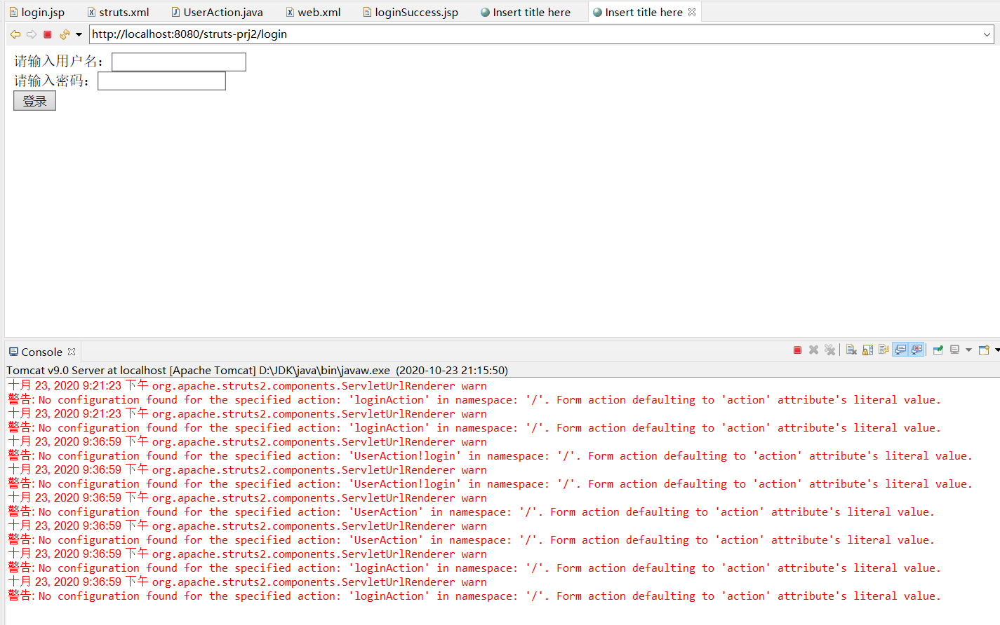 login.jsp struts.xml UserAction.java web.xml loginSuccess.jsp Insert title here Insert title here
http://localhost:8080/struts-prj2/login
请输入用户名：
请输入密码：
登录
Console
Tomcat v9.0 Server at localhost [Apache Tomcat] D:\JDK\java\bin\javaw.exe (2020-10-23 21:15:50)
十月 23, 2020 9:21:23 下午 org.apache.struts2.components.ServletUrlRenderer warn
警告: No configuration found for the specified action: 'loginAction' in namespace: '/'. Form action defaulting to 'action' attribute's literal value.
十月 23, 2020 9:21:23 下午 org.apache.struts2.components.ServletUrlRenderer warn
警告: No configuration found for the specified action: 'loginAction' in namespace: '/'. Form action defaulting to 'action' attribute's literal value.
十月 23, 2020 9:36:59 下午 org.apache.struts2.components.ServletUrlRenderer warn
警告: No configuration found for the specified action: 'UserAction!login' in namespace: '/'. Form action defaulting to 'action' attribute's literal value.
十月 23, 2020 9:36:59 下午 org.apache.struts2.components.ServletUrlRenderer warn
警告: No configuration found for the specified action: 'UserAction!login' in namespace: '/'. Form action defaulting to 'action' attribute's literal value.
十月 23, 2020 9:36:59 下午 org.apache.struts2.components.ServletUrlRenderer warn
警告: No configuration found for the specified action: 'UserAction' in namespace: '/'. Form action defaulting to 'action' attribute's literal value.
十月 23, 2020 9:36:59 下午 org.apache.struts2.components.ServletUrlRenderer warn
警告: No configuration found for the specified action: 'UserAction' in namespace: '/'. Form action defaulting to 'action' attribute's literal value.
十月 23, 2020 9:36:59 下午 org.apache.struts2.components.ServletUrlRenderer warn
警告: No configuration found for the specified action: 'loginAction' in namespace: '/'. Form action defaulting to 'action' attribute's literal value.
十月 23, 2020 9:36:59 下午 org.apache.struts2.components.ServletUrlRenderer warn
警告: No configuration found for the specified action: 'loginAction' in namespace: '/'. Form action defaulting to 'action' attribute's literal value.